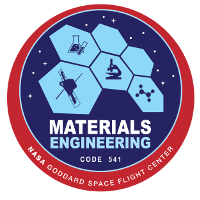 MATERIALS
ENGINEERING
CODE 541
NASA GODDARD SPACE FLIGHT CENTER